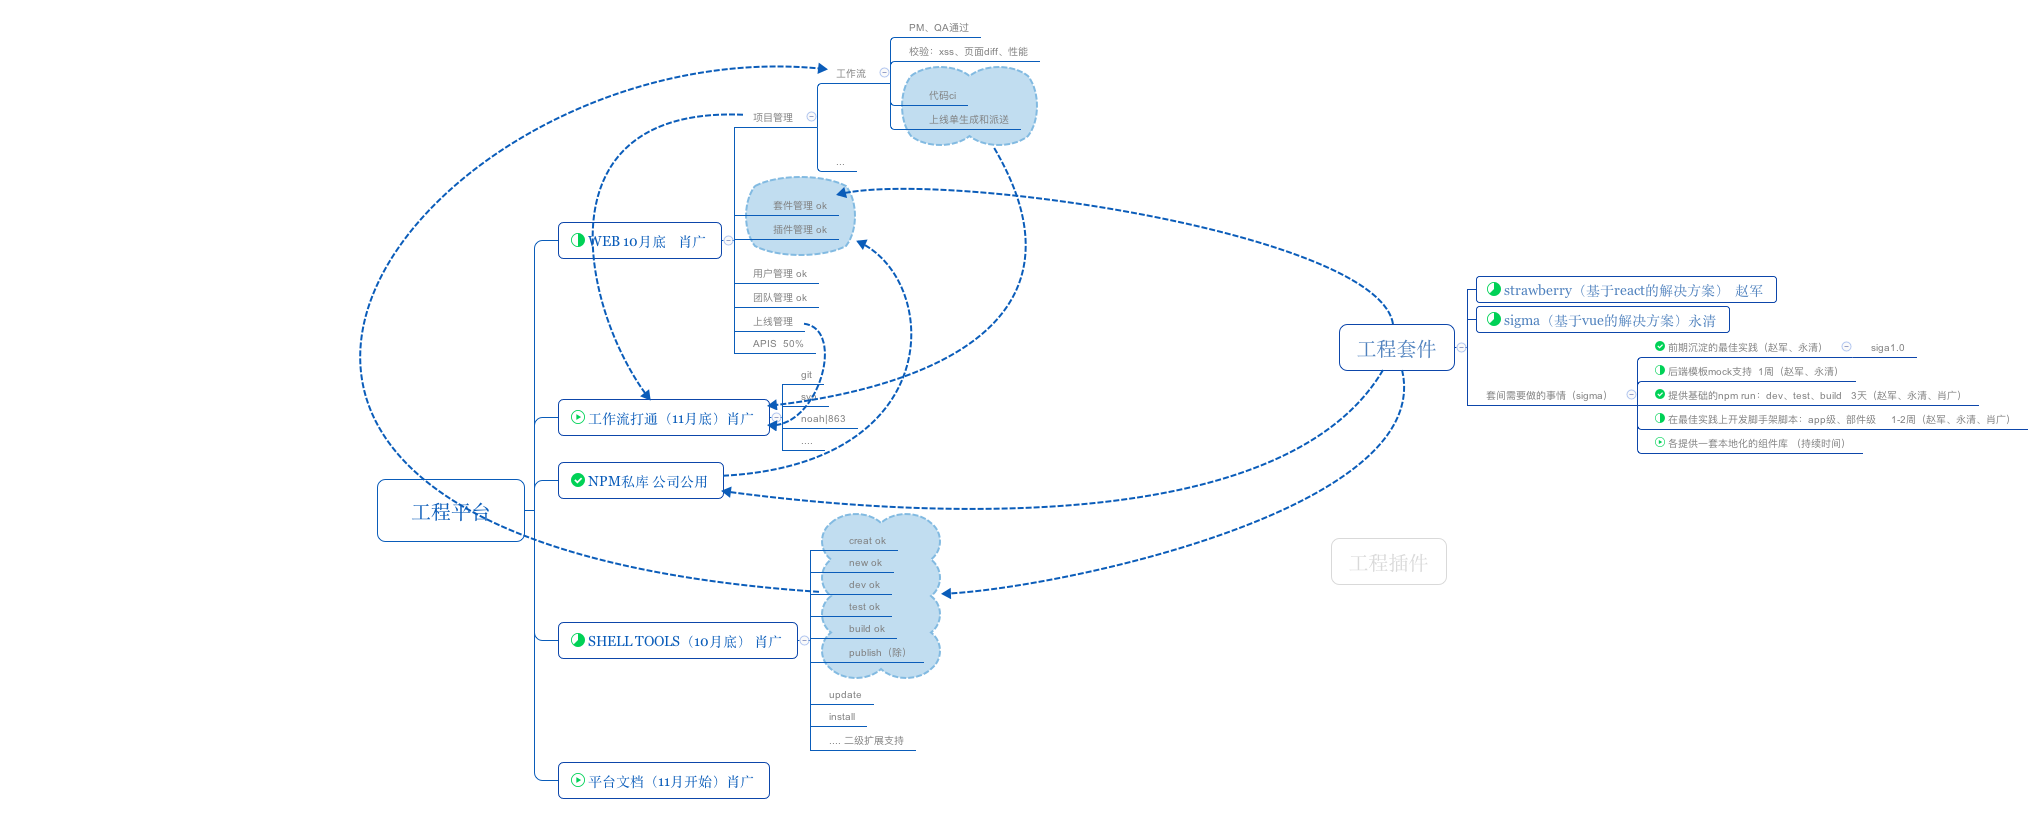 PM、QA通过
校验：xss、页面diff、性能
工作流
代码ci
上线单生成和派送
项目管理
...
套件管理 ok
插件管理 ok
WEB 10月底 肖广
用户管理 ok
团队管理 ok
上线管理
APIS 50%
git
工作流打通（11月底）肖广
noah|863
....
NPM私库 公司公用
工程平台
creat ok
new ok
dev ok
test ok
build ok
publish（除）
SHELL TOOLS（10月底） 肖广
update
install
.... 二级扩展支持
平台文档（11月开始）肖广
工程套件
strawberry（基于react的解决方案） 赵军
sigma（基于vue的解决方案）永清
前期沉淀的最佳实践（赵军、永清）
siga1.0
后端模板mock支持 1周（赵军、永清）
套间需要做的事情（sigma）
提供基础的npm run：dev、test、build 3天（赵军、永清、肖广）
在最佳实践上开发脚手架脚本：app级、部件级 1-2周（赵军、永清、肖广）
各提供一套本地化的组件库 （持续时间）
工程插件